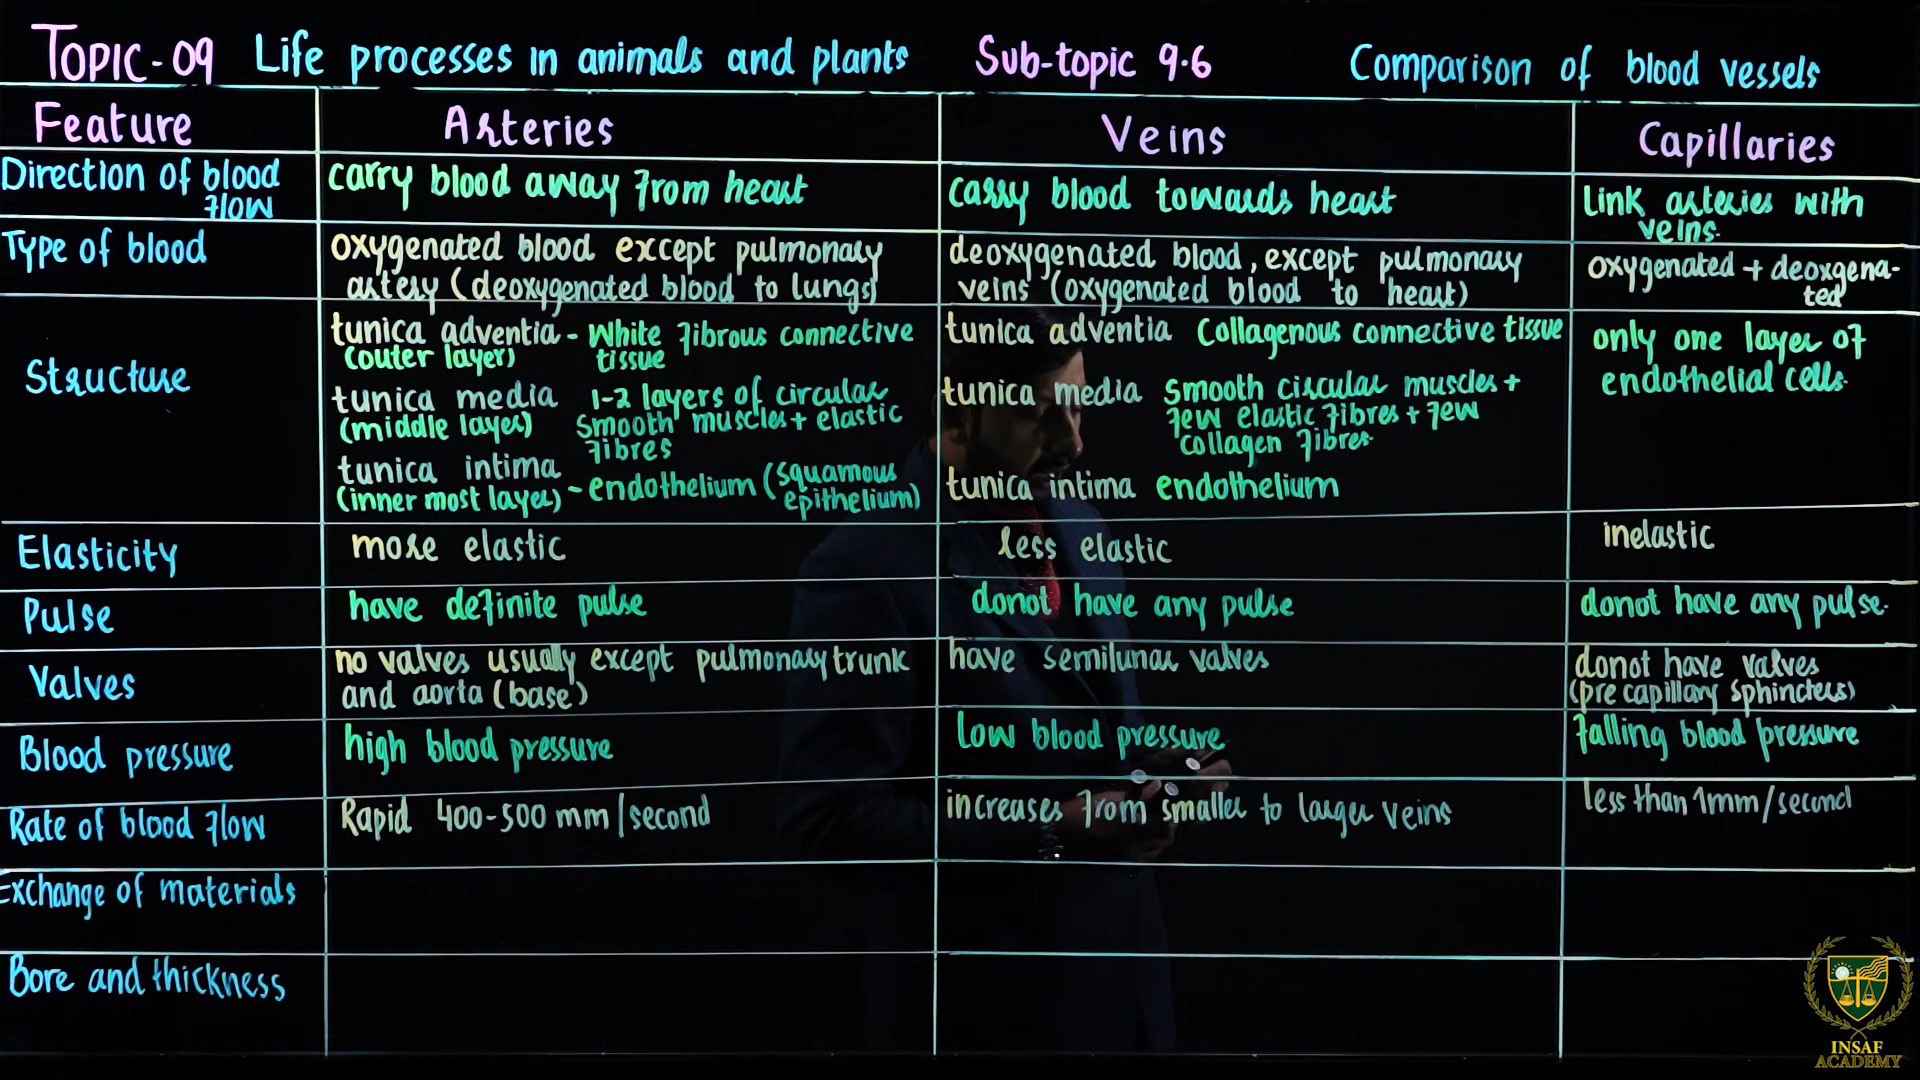 TOPIC-09 Life processes in animals and plants Sub-topic 9.6 Comparison of blood vessels
Feature Arteries Veins Capillaries
Direction of blood flow
carry blood away from heart
carry blood towards heart
Link arteries with
veins.
Type of blood
oxygenated blood except pulmonary
artery (deoxygenated blood to lungs)
deoxygenated blood, except pulmonary
veins (oxygenated blood to heart)
oxygenated + deoxgena-
ted
Structure
tunica adventia - White fibrous connective
(outer layer) tissue
tunica media 1-2 layers of circular
(middle layer) Smooth muscles + elastic
fibres
tunica intima
(inner most layer) - endothelium (squamous
epithelium)
tunica adventia Collagenous connective tissue
tunica media Smooth circular muscles +
few elastic fibres + few
collagen fibres.
tunica intima endothelium
only one layer of
endothelial cells.
Elasticity
more elastic
less elastic
inelastic
Pulse
have definite pulse
donot have any pulse
donot have any pulse.
Valves
no valves usually except pulmonary trunk
and aorta (base)
have semilunar valves
donot have valves
(pre capillary sphincters)
Blood pressure
high blood pressure
Low blood pressure
falling blood pressure
Rate of blood flow
Rapid 400-500 mm/second
increases from smaller to larger veins
less than 1mm/second
Exchange of materials
Bore and thickness
INSAF
ACADEMY